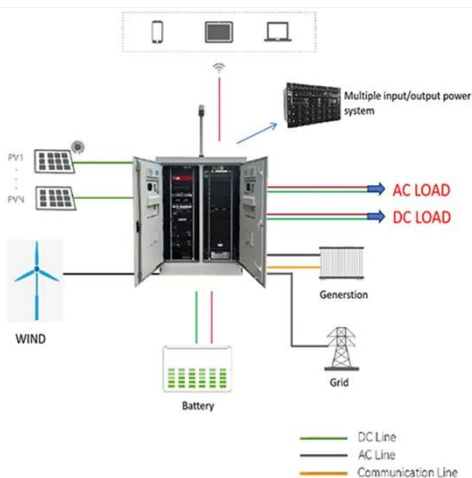 Multiple input/output power
system
PV1
PVN
AC LOAD
DC LOAD
WIND
Generstion
Battery
Grid
DC Line
AC Line
Communication Line